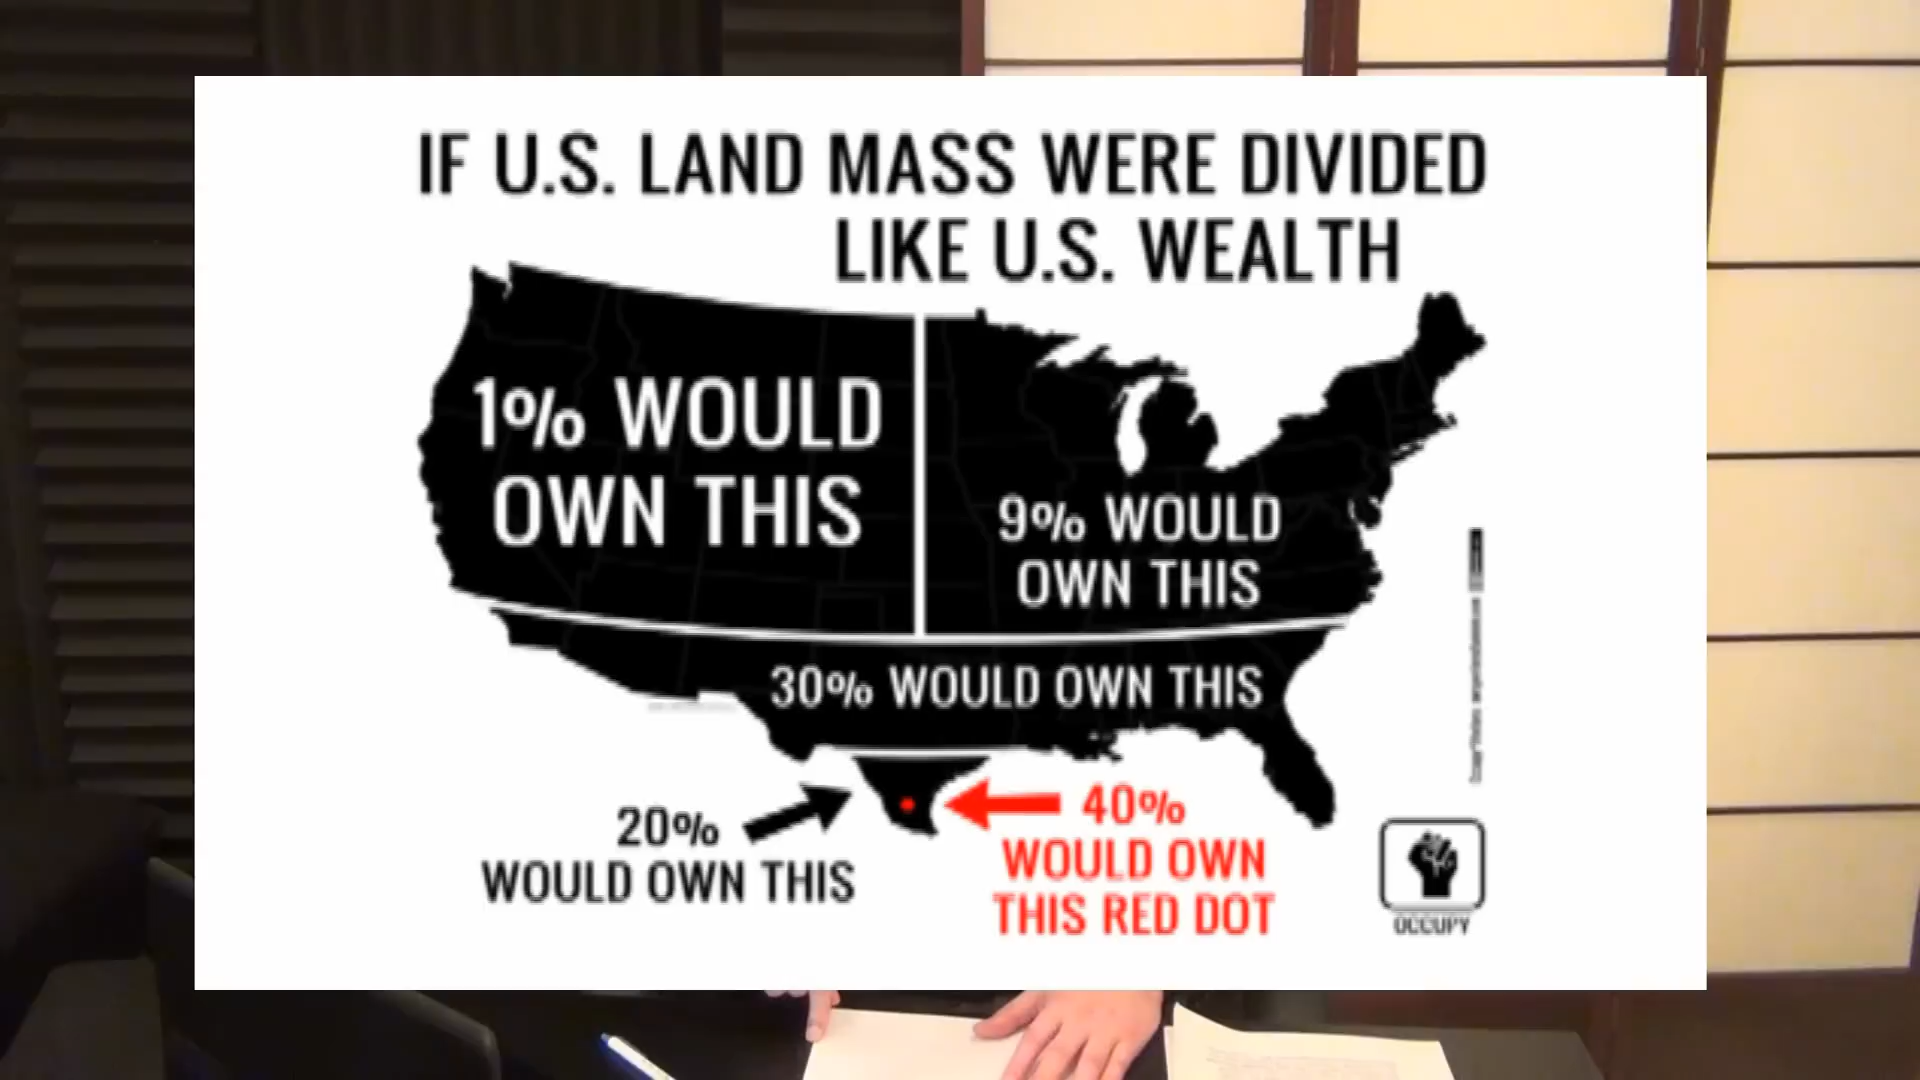 IF U.S. LAND MASS WERE DIVIDED
LIKE U.S. WEALTH
1% WOULD
OWN THIS
9% WOULD
OWN THIS
30% WOULD OWN THIS
20%
WOULD OWN THIS
40%
WOULD OWN
THIS RED DOT
OCCUPY